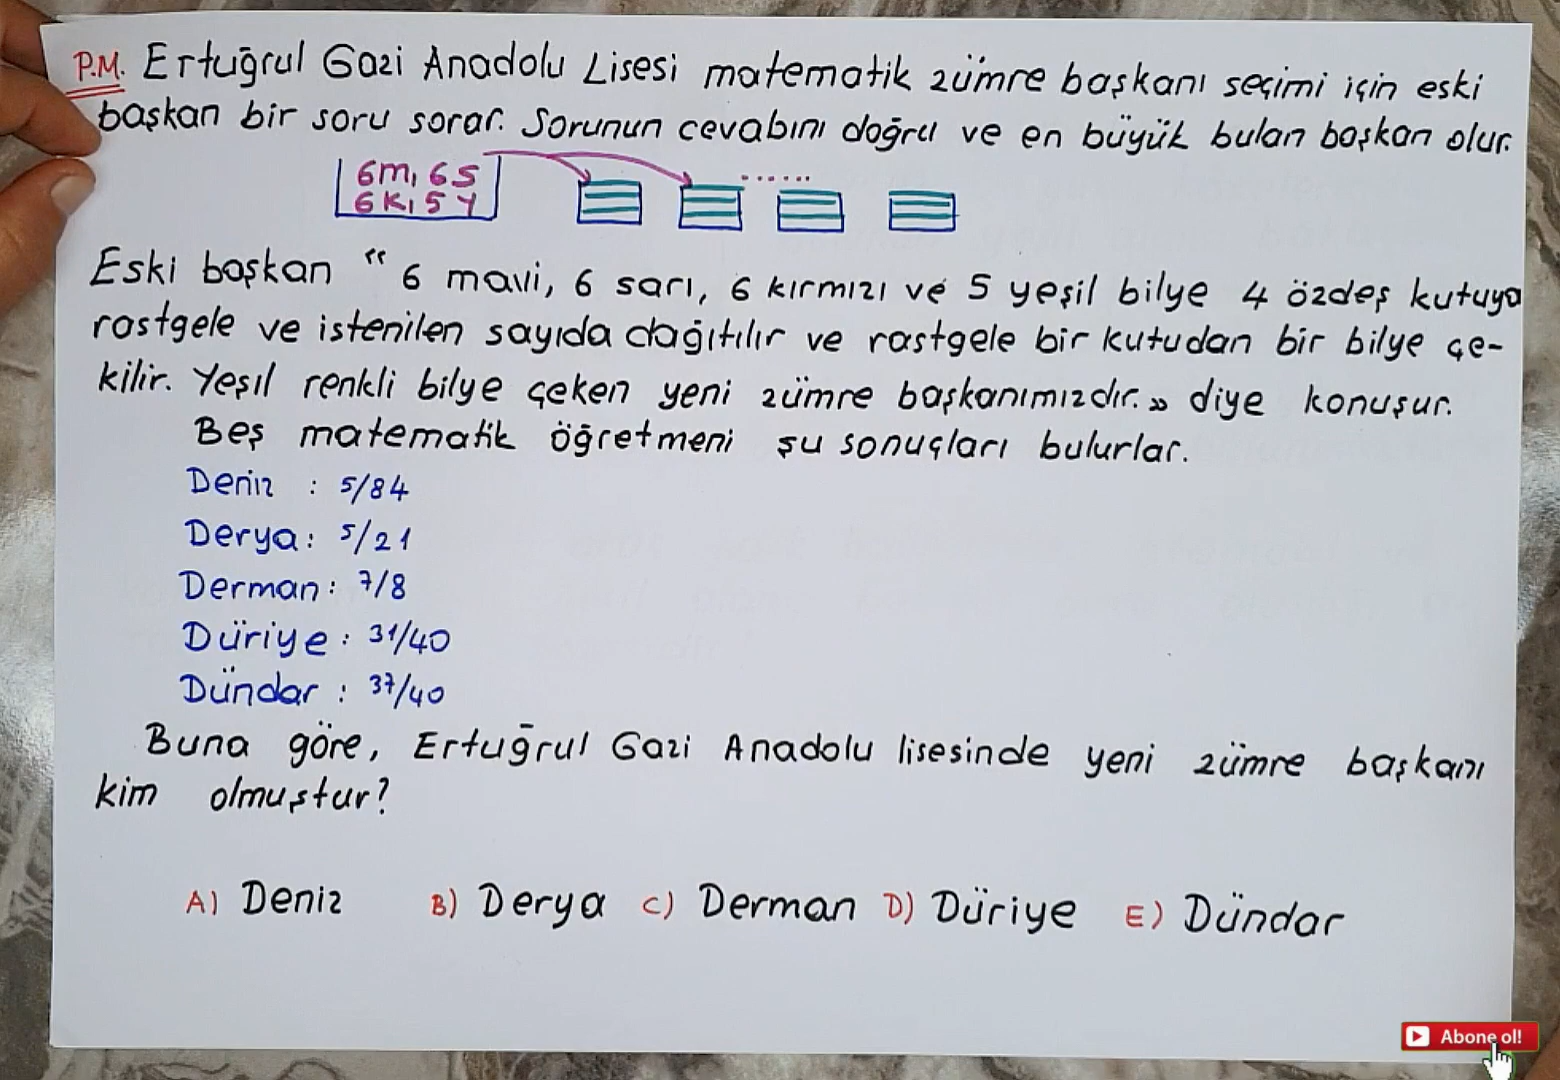 P.M. Ertuğrul Gazi Anadolu Lisesi matematik zümre başkanı seçimi için eski
başkan bir soru sorar. Sorunun cevabını doğru ve en büyük bulan başkan olur.
6M, 6S
6K, 5Y
Eski başkan " 6 mavi, 6 sarı, 6 kırmızı ve 5 yeşil bilye 4 özdeş kutuya
rastgele ve istenilen sayıda dağıtılır ve rastgele bir kutudan bir bilye çe-
kilir. Yeşil renkli bilye çeken yeni zümre başkanımızdır. » diye konuşur.
Beş matematik öğretmeni şu sonuçları bulurlar.
Deniz : 5/84
Derya: 5/21
Derman: 7/8
Düriye: 31/40
Dündar : 37/40
Buna göre, Ertuğrul Gazi Anadolu lisesinde yeni zümre başkanı
kim olmuştur?
A) Deniz B) Derya C) Derman D) Düriye E) Dündar
Abone ol!